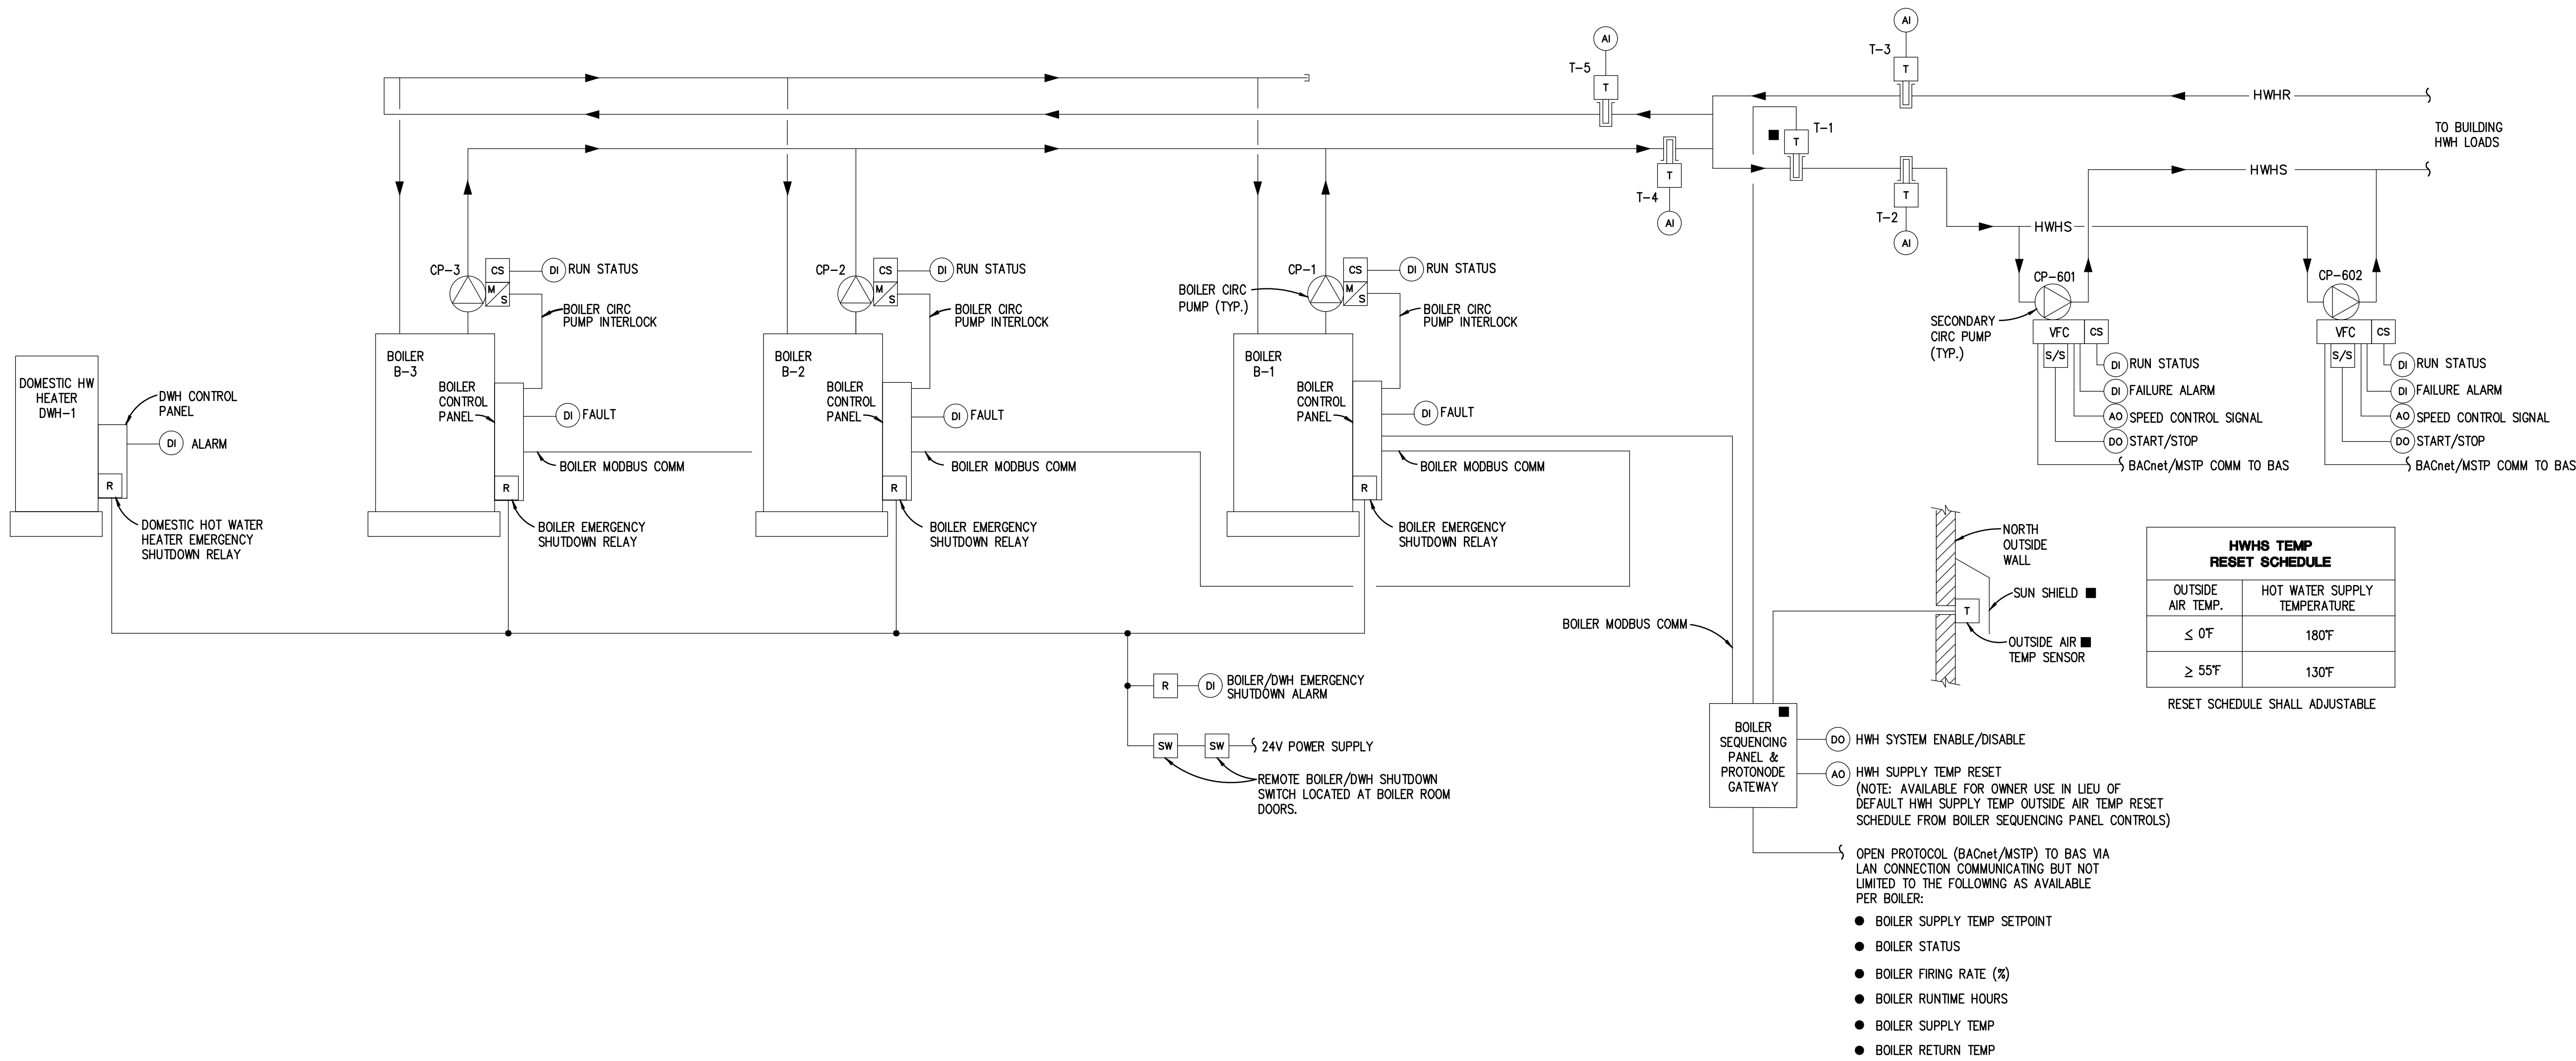 AI
T-3
T
AI
T-5
T
HWHR
TO BUILDING
HWH LOADS
T-1
T
T
T-4
AI
T
T-2
AI
HWHS
HWHS
CP-3
CS
DI
RUN STATUS
M
S
BOILER CIRC
PUMP INTERLOCK
CP-2
CS
DI
RUN STATUS
M
S
BOILER CIRC
PUMP INTERLOCK
CP-1
CS
DI
RUN STATUS
M
S
BOILER CIRC
PUMP (TYP.)
BOILER CIRC
PUMP INTERLOCK
CP-601
SECONDARY
CIRC PUMP
(TYP.)
VFC
CS
S/S
DI
RUN STATUS
DI
FAILURE ALARM
AO
SPEED CONTROL SIGNAL
DO
START/STOP
BACnet/MSTP COMM TO BAS
CP-602
VFC
CS
S/S
DI
RUN STATUS
DI
FAILURE ALARM
AO
SPEED CONTROL SIGNAL
DO
START/STOP
BACnet/MSTP COMM TO BAS
DOMESTIC HW
HEATER
DWH-1
DWH CONTROL
PANEL
DI
ALARM
R
DOMESTIC HOT WATER
HEATER EMERGENCY
SHUTDOWN RELAY
BOILER
B-3
BOILER
CONTROL
PANEL
DI
FAULT
BOILER MODBUS COMM
R
BOILER EMERGENCY
SHUTDOWN RELAY
BOILER
B-2
BOILER
CONTROL
PANEL
DI
FAULT
BOILER MODBUS COMM
R
BOILER EMERGENCY
SHUTDOWN RELAY
BOILER
B-1
BOILER
CONTROL
PANEL
DI
FAULT
BOILER MODBUS COMM
R
BOILER EMERGENCY
SHUTDOWN RELAY
R
DI
BOILER/DWH EMERGENCY
SHUTDOWN ALARM
SW
SW
24V POWER SUPPLY
REMOTE BOILER/DWH SHUTDOWN
SWITCH LOCATED AT BOILER ROOM
DOORS.
BOILER MODBUS COMM
NORTH
OUTSIDE
WALL
SUN SHIELD
T
OUTSIDE AIR
TEMP SENSOR
HWHS TEMP
RESET SCHEDULE
OUTSIDE
AIR TEMP.
HOT WATER SUPPLY
TEMPERATURE
≤ 0°F
180°F
≥ 55°F
130°F
RESET SCHEDULE SHALL ADJUSTABLE
BOILER
SEQUENCING
PANEL &
PROTONODE
GATEWAY
DO
HWH SYSTEM ENABLE/DISABLE
AO
HWH SUPPLY TEMP RESET
(NOTE: AVAILABLE FOR OWNER USE IN LIEU OF
DEFAULT HWH SUPPLY TEMP OUTSIDE AIR TEMP RESET
SCHEDULE FROM BOILER SEQUENCING PANEL CONTROLS)
OPEN PROTOCOL (BACnet/MSTP) TO BAS VIA
LAN CONNECTION COMMUNICATING BUT NOT
LIMITED TO THE FOLLOWING AS AVAILABLE
PER BOILER:
● BOILER SUPPLY TEMP SETPOINT
● BOILER STATUS
● BOILER FIRING RATE (%)
● BOILER RUNTIME HOURS
● BOILER SUPPLY TEMP
● BOILER RETURN TEMP